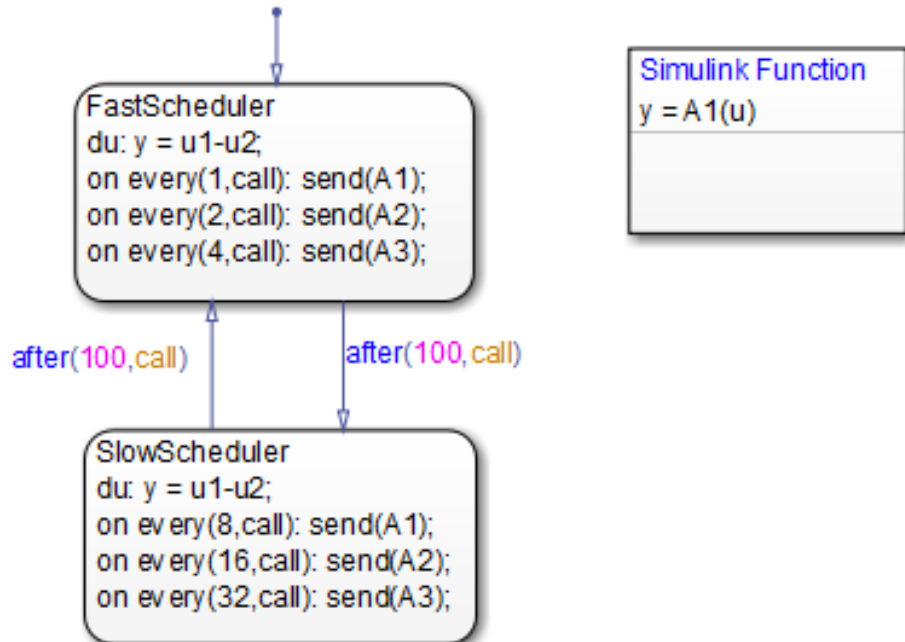 FastScheduler
du: y = u1-u2;
on every(1,call): send(A1);
on every(2,call): send(A2);
on every(4,call): send(A3);
Simulink Function
y = A1(u)
after(100,call)
after(100,call)
SlowScheduler
du: y = u1-u2;
on every(8,call): send(A1);
on every(16,call): send(A2);
on every(32,call): send(A3);